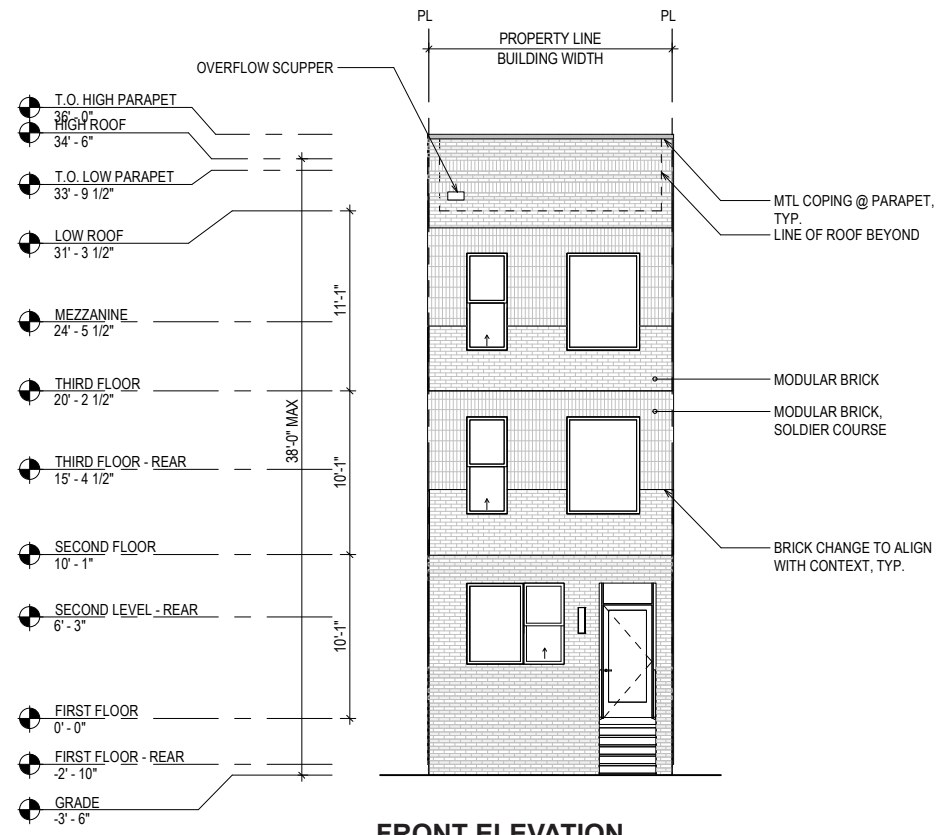 PL
PL
PROPERTY LINE
BUILDING WIDTH
OVERFLOW SCUPPER
T.O. HIGH PARAPET
36' - 0"
HIGH ROOF
34' - 6"
T.O. LOW PARAPET
33' - 9 1/2"
LOW ROOF
31' - 3 1/2"
MEZZANINE
24' - 5 1/2"
THIRD FLOOR
20' - 2 1/2"
THIRD FLOOR - REAR
15' - 4 1/2"
SECOND FLOOR
10' - 1"
SECOND LEVEL - REAR
6' - 3"
FIRST FLOOR
0' - 0"
FIRST FLOOR - REAR
-2' - 10"
GRADE
-3' - 6"
38'-0" MAX
11'-1"
10'-1"
10'-1"
MTL COPING @ PARAPET,
TYP.
LINE OF ROOF BEYOND
MODULAR BRICK
MODULAR BRICK,
SOLDIER COURSE
BRICK CHANGE TO ALIGN
WITH CONTEXT, TYP.
FRONT ELEVATION